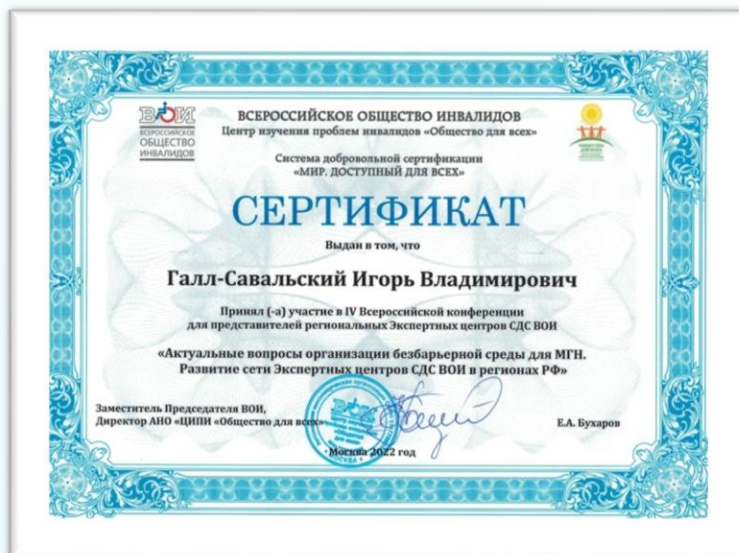 ВОИ
ВСЕРОССИЙСКОЕ
ОБЩЕСТВО
ИНВАЛИДОВ
ВСЕРОССИЙСКОЕ ОБЩЕСТВО ИНВАЛИДОВ
Центр изучения проблем инвалидов «Общество для всех»
Система добровольной сертификации
«МИР, ДОСТУПНЫЙ ДЛЯ ВСЕХ»
СЕРТИФИКАТ
Выдан в том, что
Галл-Савальский Игорь Владимирович
Принял (-а) участие в IV Всероссийской конференции
для представителей региональных Экспертных центров СДС ВОИ
«Актуальные вопросы организации безбарьерной среды для МГН.
Развитие сети Экспертных центров СДС ВОИ в регионах РФ»
Заместитель Председателя ВОИ,
Директор АНО «ЦИПИ «Общество для всех»
Е.А. Бухаров
Москва 2022 год
МОСКВА